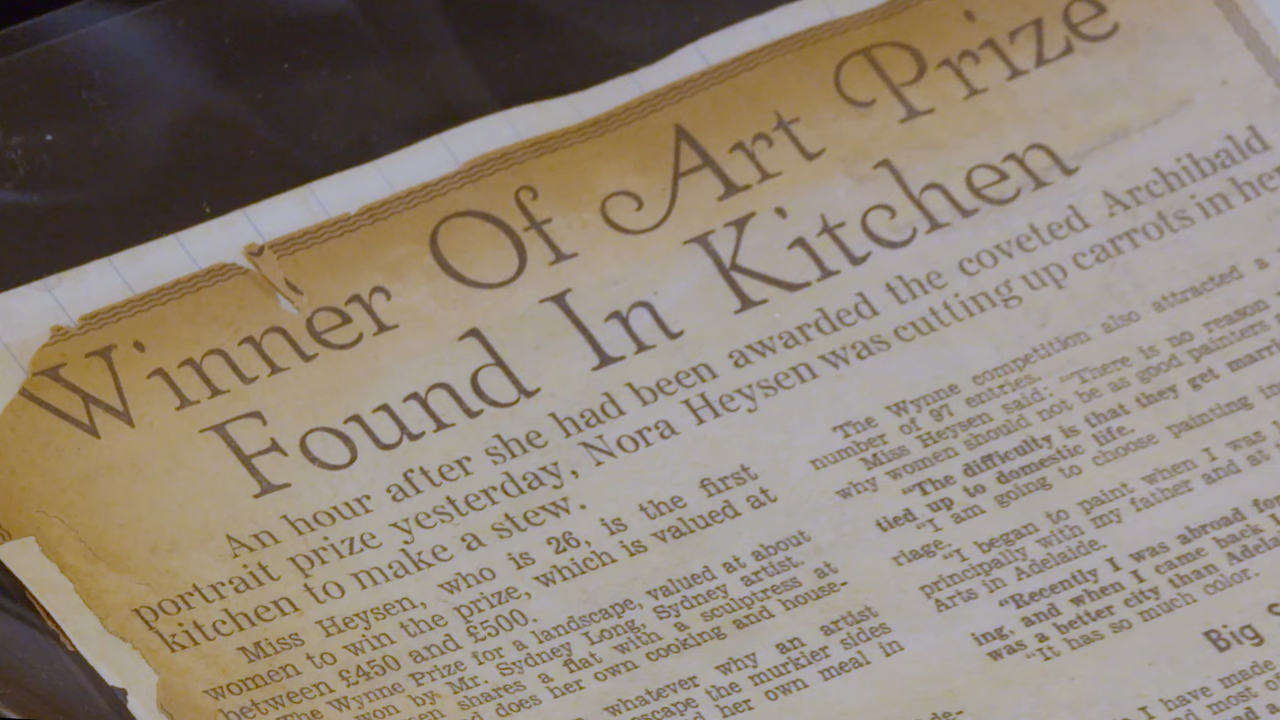 Winner Of Art Prize
Found In Kitchen
An hour after she had been awarded the coveted Archibald
portrait prize yesterday, Nora Heysen was cutting up carrots in her
kitchen to make a stew.
Miss Heysen, who is 26, is the first
women to win the prize, which is valued at
between £450 and £500.
The Wynne Prize for a landscape, valued at about
won by Mr. Sydney Long, Sydney artist.
shares a flat with a sculptress at
does her own cooking and house-
whatever why an artist
escape the murkier sides
her own meal in
The Wynne competition also attracted a
number of 97 entries.
Miss Heysen said: "There is no reason
why women should not be as good painters
"The difficulty is that they get marri
tied up to domestic life.
"I am going to choose painting
riage."
"I began to paint when I was
principally with my father and at
Arts in Adelaide.
"Recently I was abroad for
ing, and when I came back I
was a better city than Adela
"It has so much color.
Big
I have made
most of